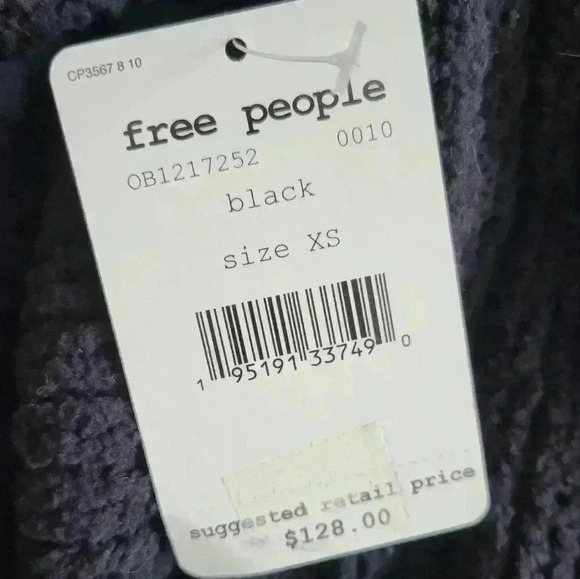 CP3567 8 10
free people
OB1217252 0010
black
size XS
1 95191 33749 0
suggested retail price
$128.00